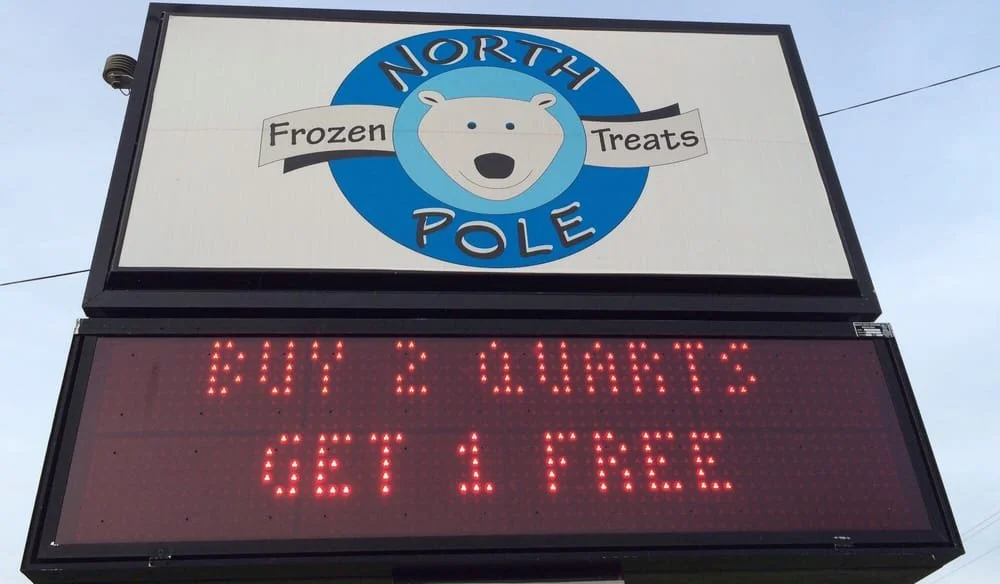 NORTH
Frozen Treats
POLE
BUY 2 QUARTS
GET 1 FREE